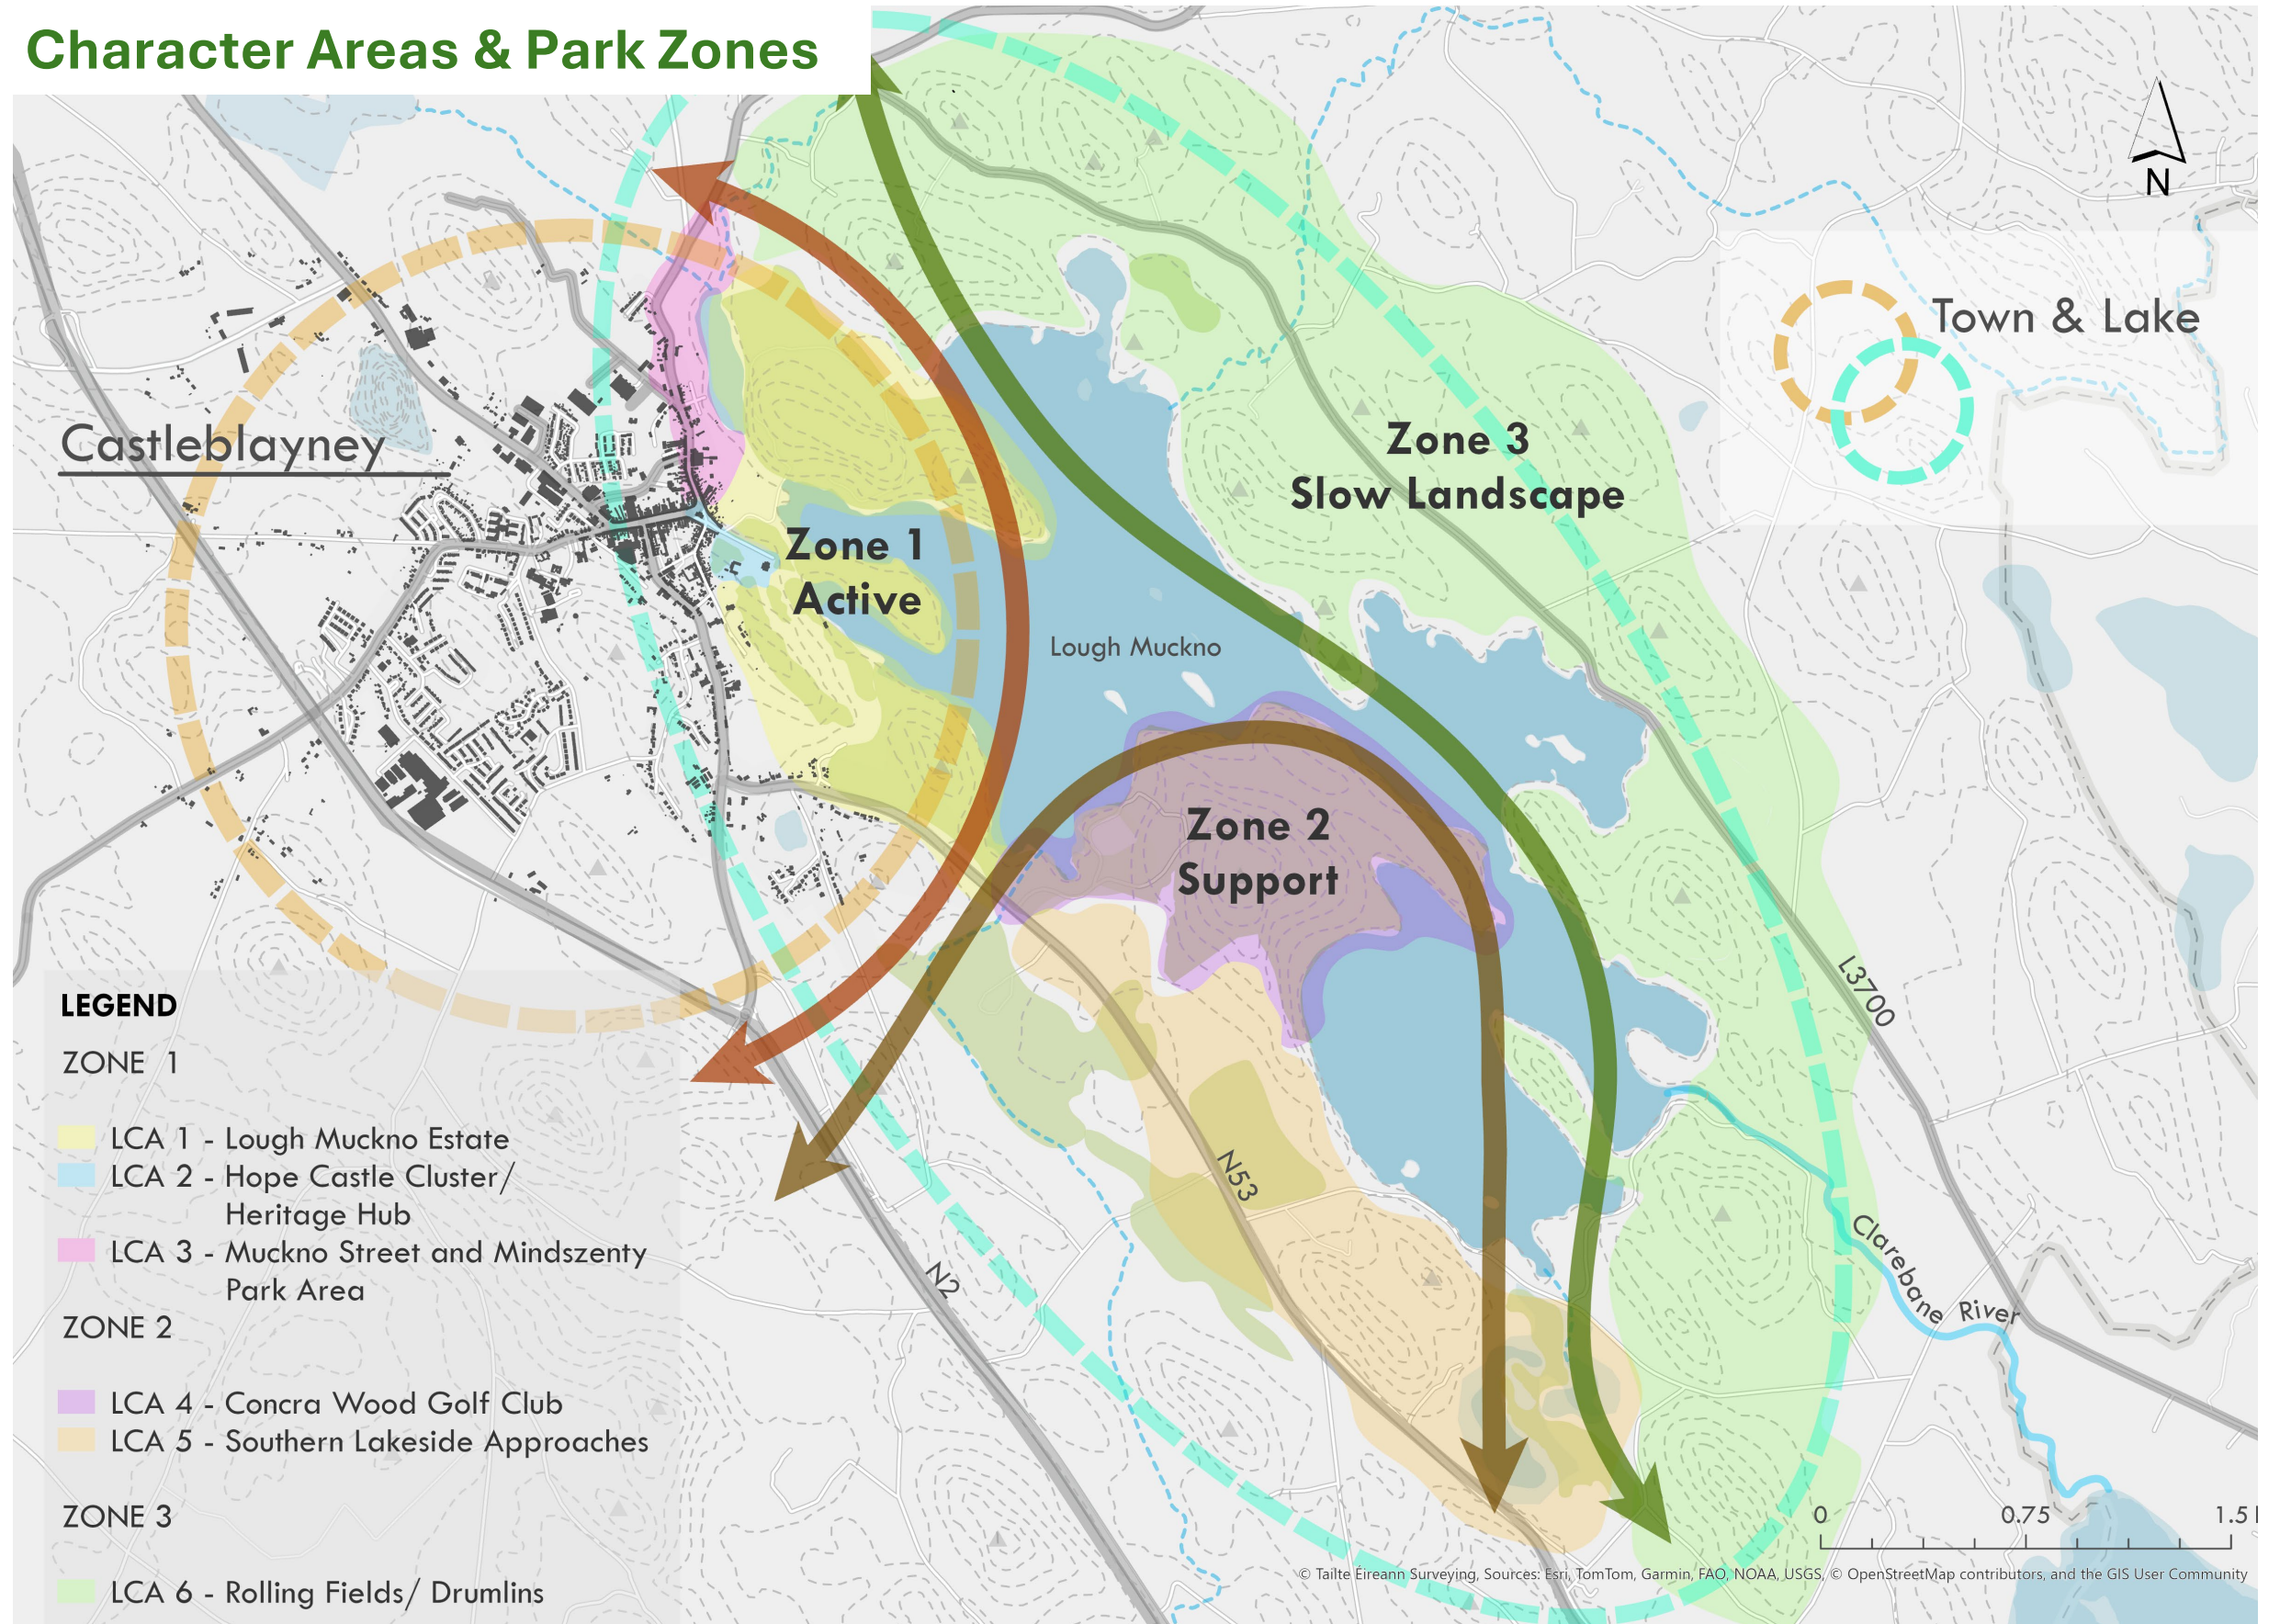 Character Areas & Park Zones
N
Town & Lake
Castleblayney
Zone 3
Slow Landscape
Zone 1
Active
Lough Muckno
Zone 2
Support
L3700
N53
N2
Clarebane River
LEGEND
ZONE 1
LCA 1 - Lough Muckno Estate
LCA 2 - Hope Castle Cluster/
Heritage Hub
LCA 3 - Muckno Street and Mindszenty
Park Area
ZONE 2
LCA 4 - Concra Wood Golf Club
LCA 5 - Southern Lakeside Approaches
ZONE 3
LCA 6 - Rolling Fields/ Drumlins
0 0.75 1.5
© Tailte Éireann Surveying, Sources: Esri, TomTom, Garmin, FAO, NOAA, USGS, © OpenStreetMap contributors, and the GIS User Community